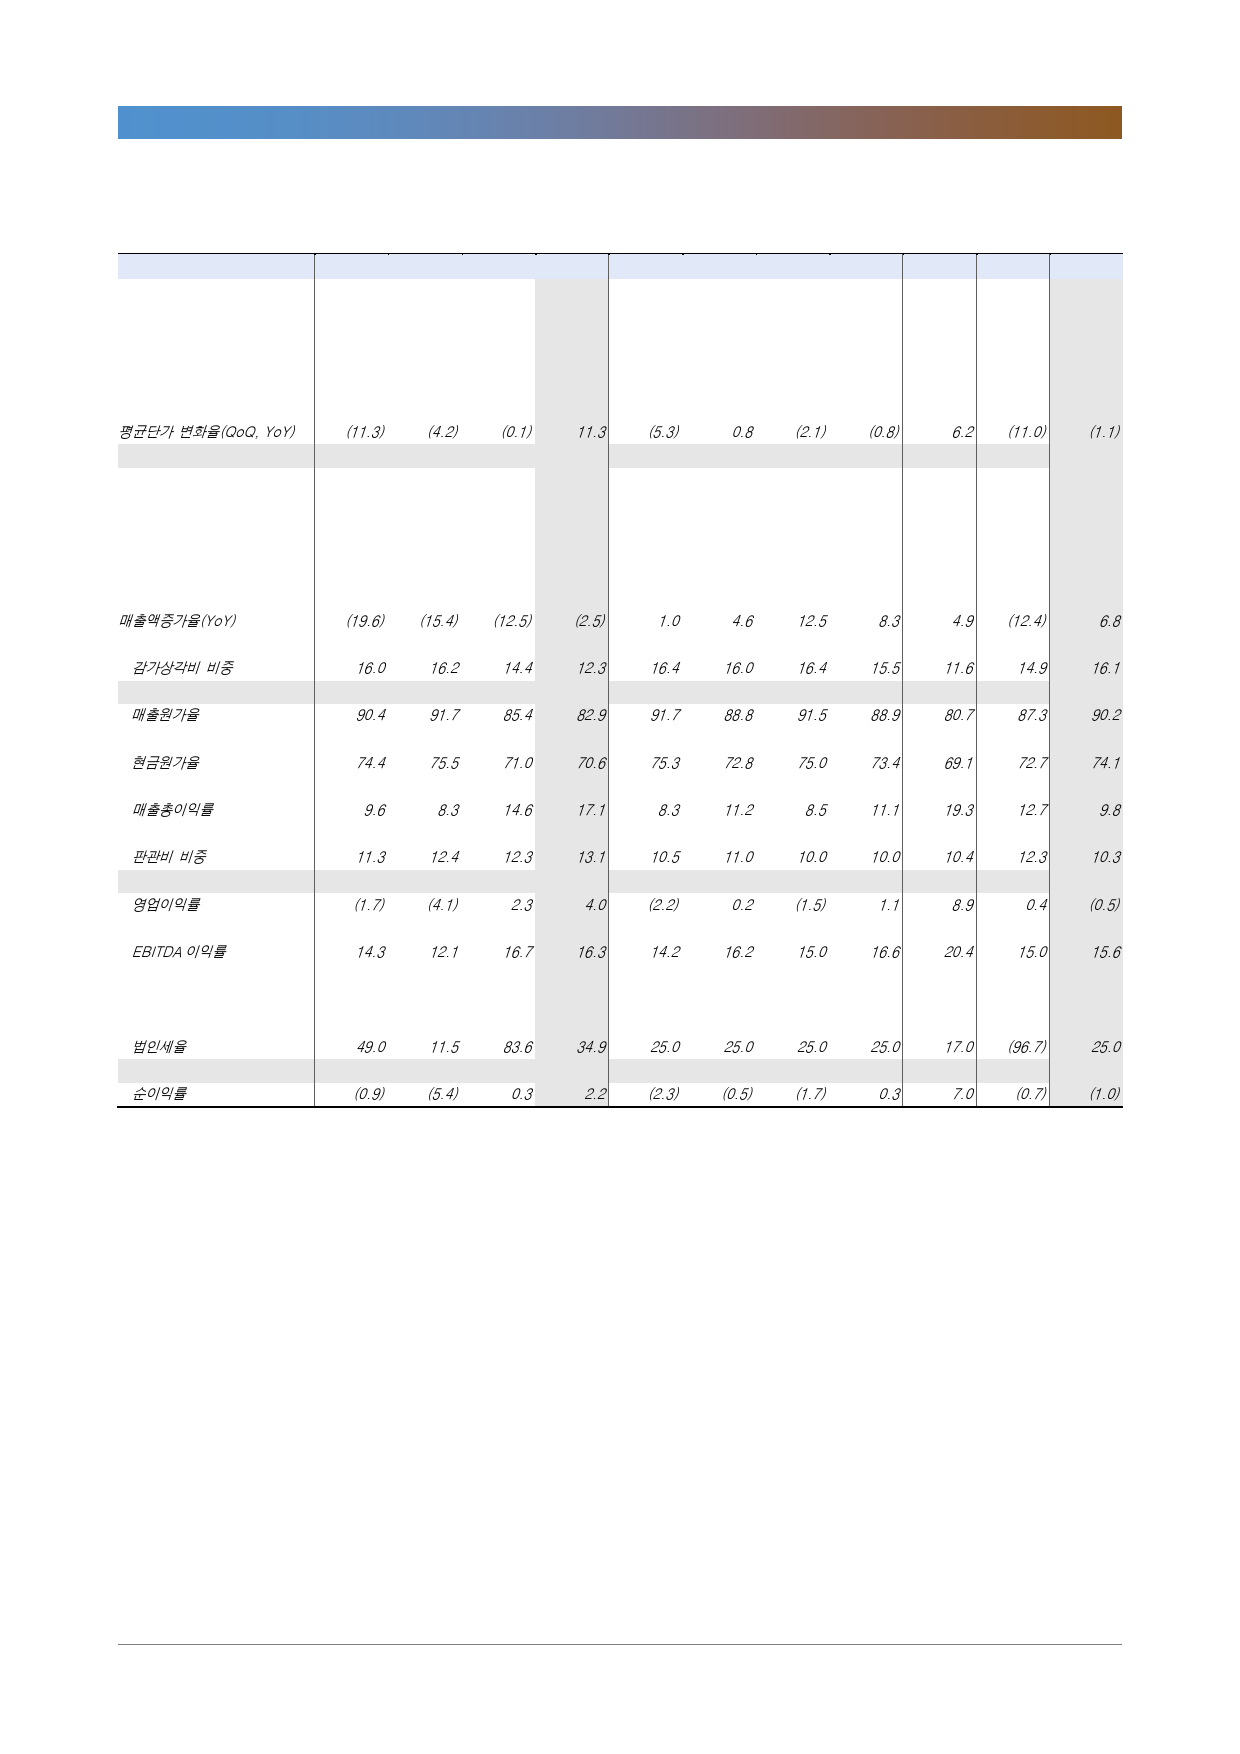 평균단가 변화율(QoQ, YoY) (11.3) (4.2) (0.1) 11.3 (5.3) 0.8 (2.1) (0.8) 6.2 (11.0) (1.1)
매출액증가율(YoY) (19.6) (15.4) (12.5) (2.5) 1.0 4.6 12.5 8.3 4.9 (12.4) 6.8
감가상각비 비중 16.0 16.2 14.4 12.3 16.4 16.0 16.4 15.5 11.6 14.9 16.1
매출원가율 90.4 91.7 85.4 82.9 91.7 88.8 91.5 88.9 80.7 87.3 90.2
현금원가율 74.4 75.5 71.0 70.6 75.3 72.8 75.0 73.4 69.1 72.7 74.1
매출총이익률 9.6 8.3 14.6 17.1 8.3 11.2 8.5 11.1 19.3 12.7 9.8
판관비 비중 11.3 12.4 12.3 13.1 10.5 11.0 10.0 10.0 10.4 12.3 10.3
영업이익률 (1.7) (4.1) 2.3 4.0 (2.2) 0.2 (1.5) 1.1 8.9 0.4 (0.5)
EBITDA 이익률 14.3 12.1 16.7 16.3 14.2 16.2 15.0 16.6 20.4 15.0 15.6
법인세율 49.0 11.5 83.6 34.9 25.0 25.0 25.0 25.0 17.0 (96.7) 25.0
순이익률 (0.9) (5.4) 0.3 2.2 (2.3) (0.5) (1.7) 0.3 7.0 (0.7) (1.0)